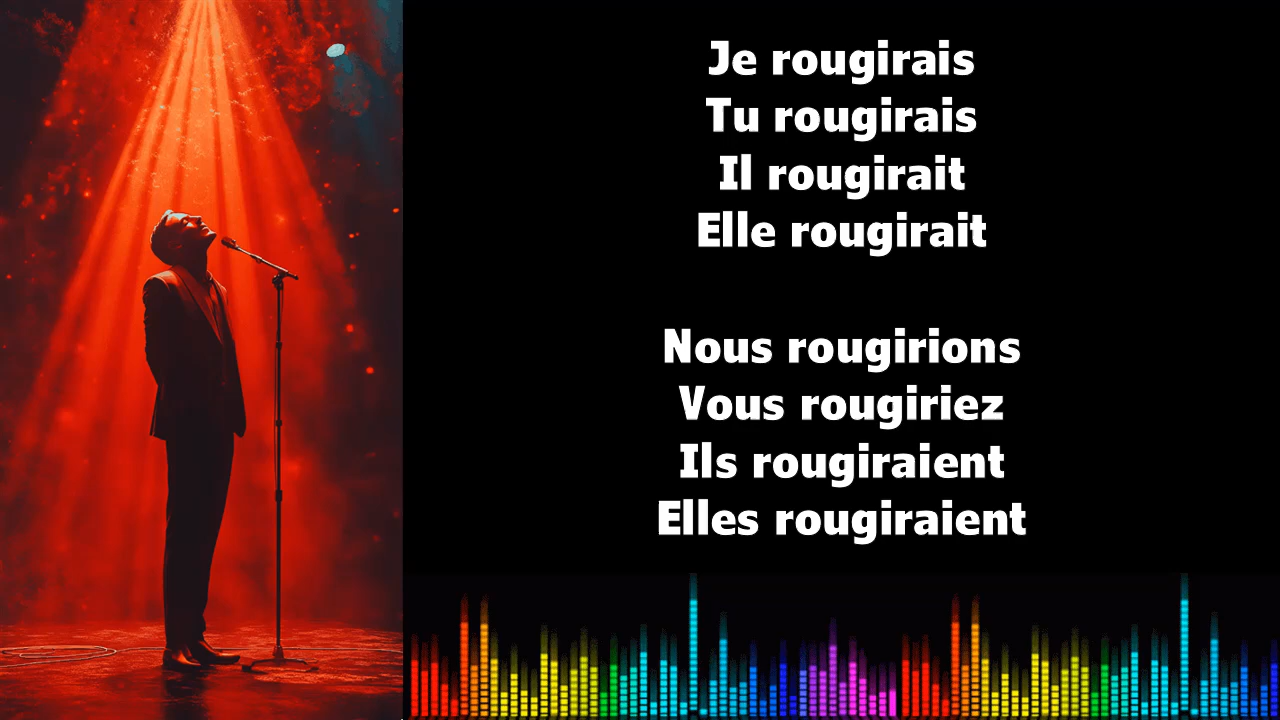 Je rougirais
Tu rougirais
Il rougirait
Elle rougirait
Nous rougirions
Vous rougiriez
Ils rougiraient
Elles rougiraient